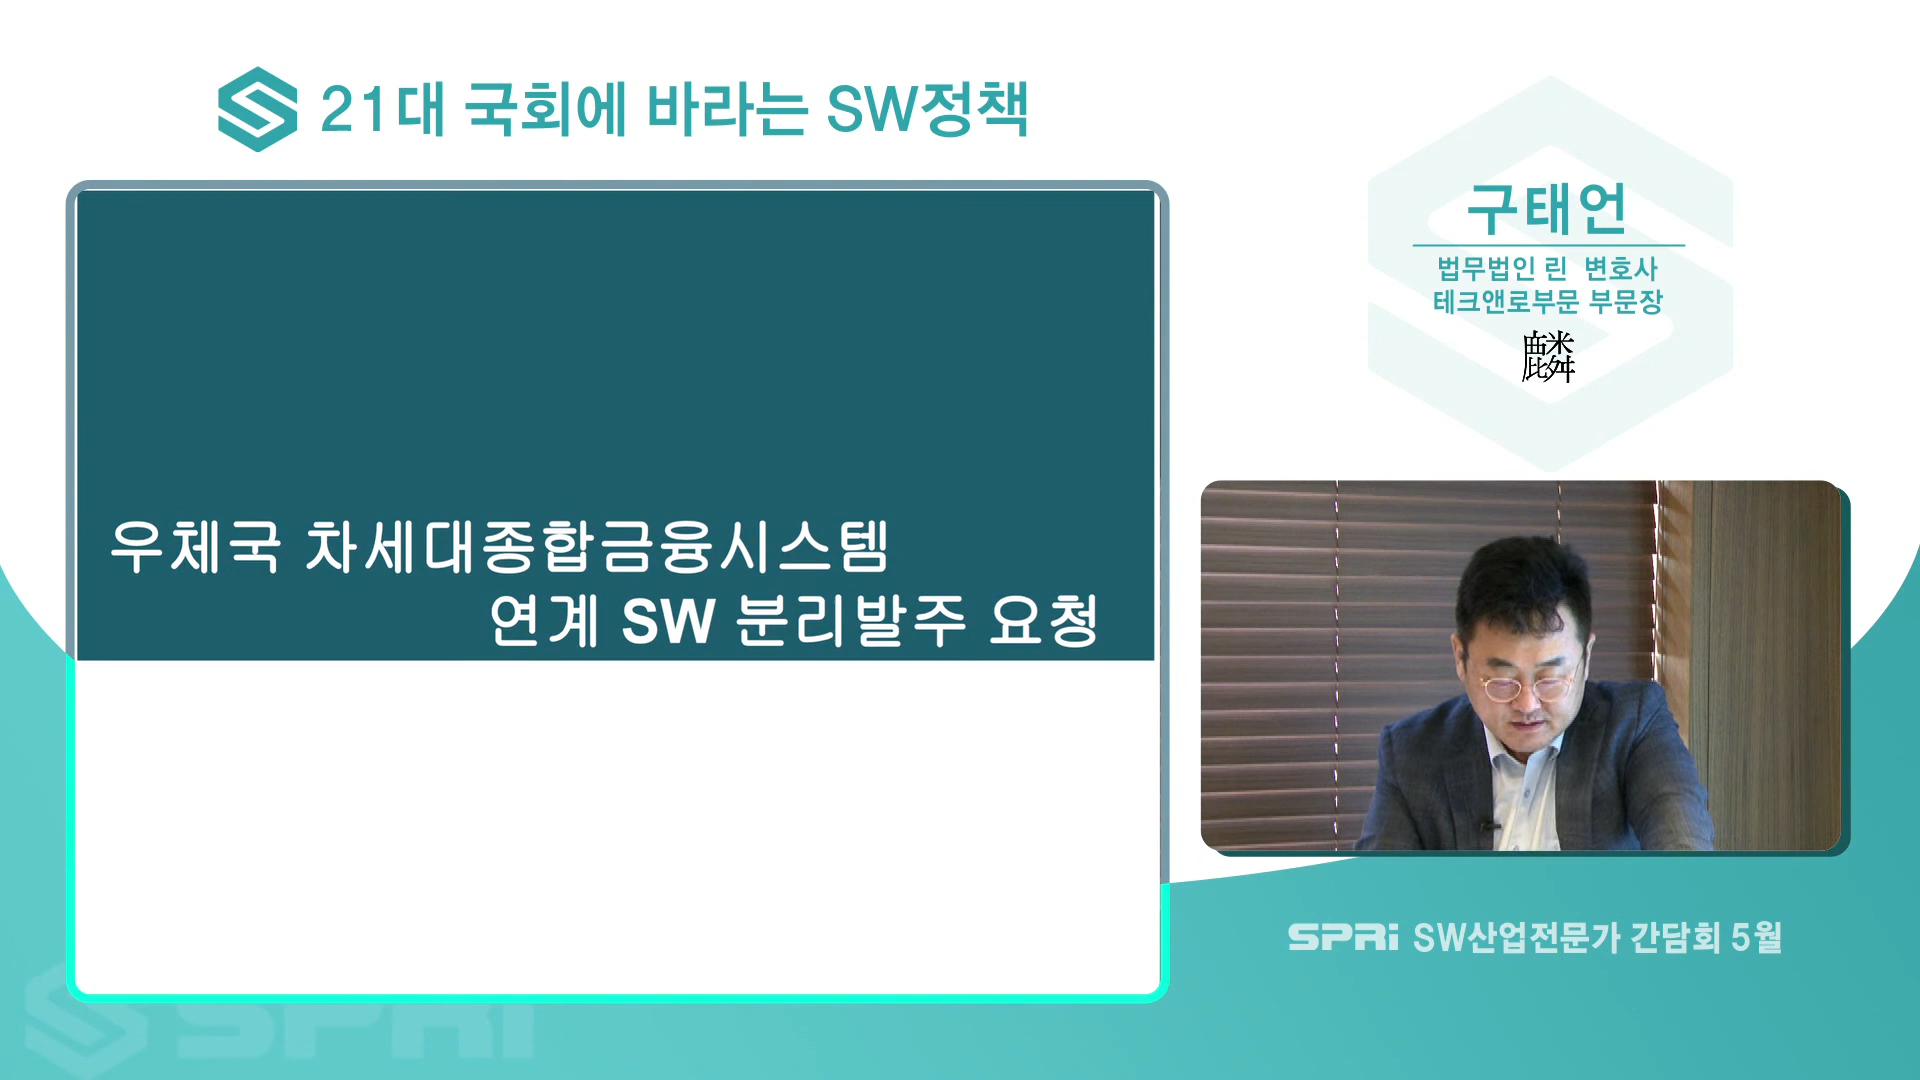 21대 국회에 바라는 SW정책
우체국 차세대종합금융시스템
연계 SW 분리발주 요청
구태언
법무법인 린 변호사
테크앤로부문 부문장
麟
SPRi SW산업전문가 간담회 5월
SPRi